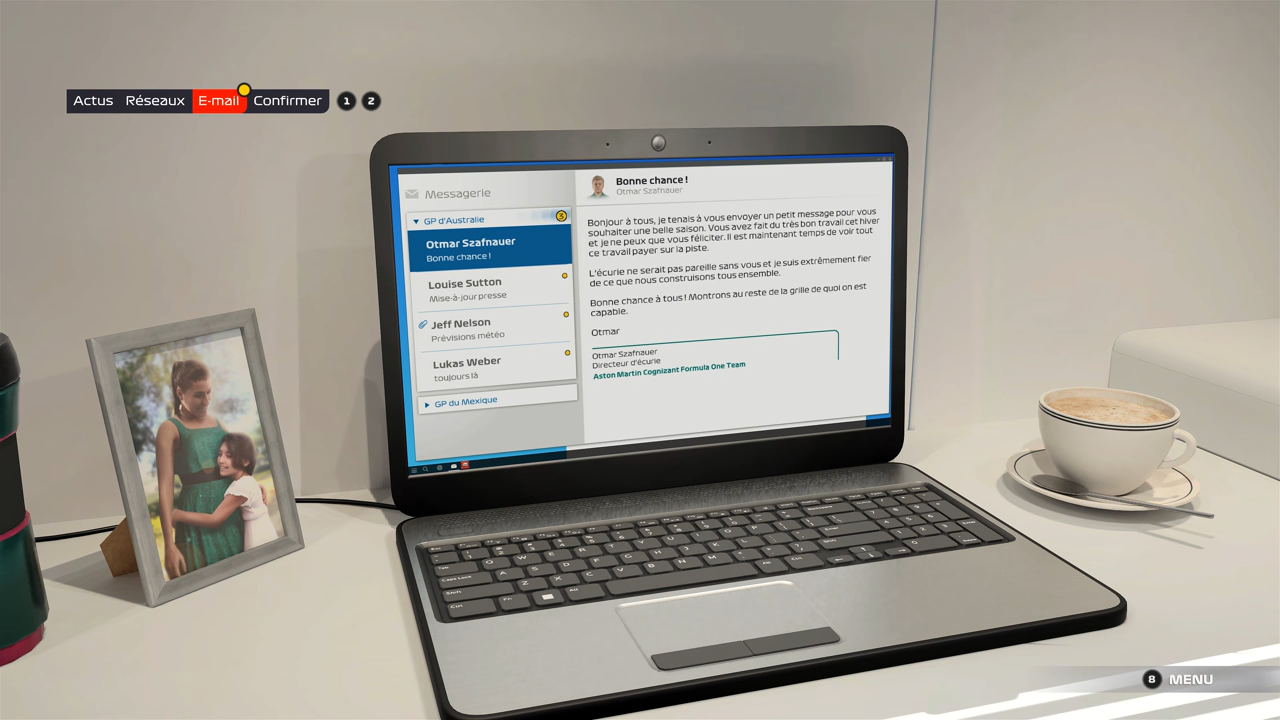 Actus Réseaux E-mail Confirmer 1 2
Messagerie
GP d'Australie
Otmar Szafnauer
Bonne chance !
Louise Sutton
Mise-à-jour presse
Jeff Nelson
Prévisions météo
Lukas Weber
toujours là
GP du Mexique
Bonne chance !
Otmar Szafnauer
Bonjour à tous, je tenais à vous envoyer un petit message pour vous
souhaiter une belle saison. Vous avez fait du très bon travail cet hiver
et je ne peux que vous féliciter. Il est maintenant temps de voir tout
ce travail payer sur la piste.
L'écurie ne serait pas pareille sans vous et je suis extrêmement fier
de ce que nous construisons tous ensemble.
Bonne chance à tous ! Montrons au reste de la grille de quoi on est
capable.
Otmar
Otmar Szafnauer
Directeur d'écurie
Aston Martin Cognizant Formula One Team
8 MENU